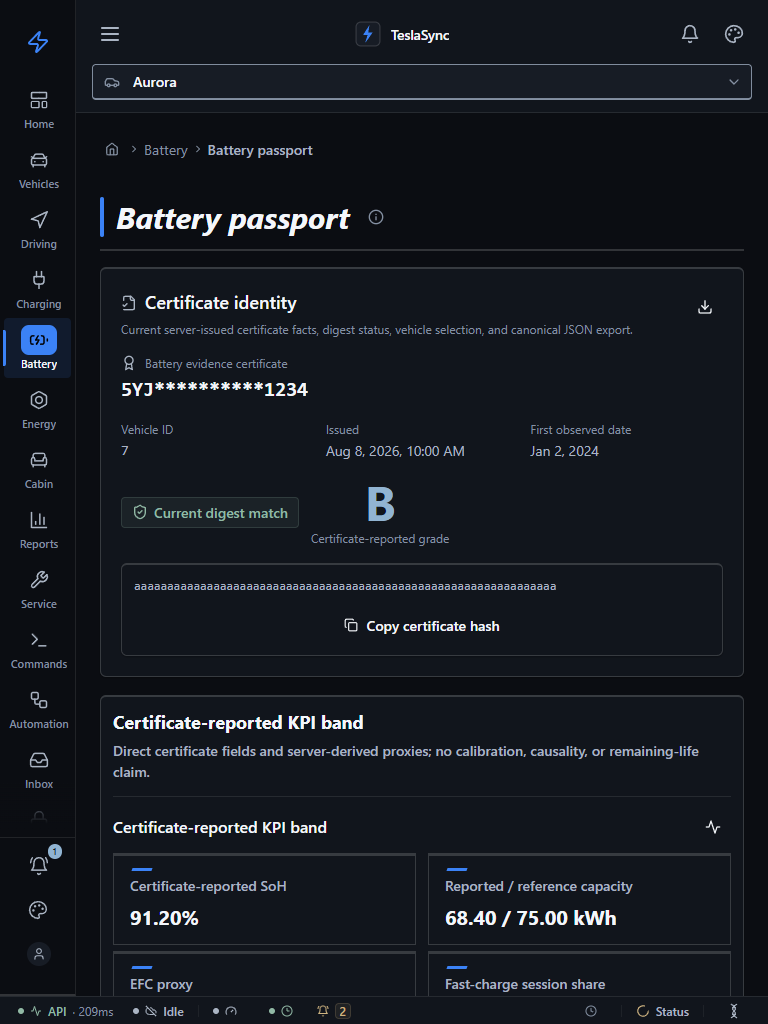 TeslaSync
Aurora
Home
Vehicles
Driving
Charging
Battery
Energy
Cabin
Reports
Service
Commands
Automation
Inbox
1
Battery
Battery passport
Battery passport
Certificate identity
Current server-issued certificate facts, digest status, vehicle selection, and canonical JSON export.
Battery evidence certificate
5YJ**********1234
Vehicle ID
Issued
First observed date
7
Aug 8, 2026, 10:00 AM
Jan 2, 2024
Current digest match
B
Certificate-reported grade
aaaaaaaaaaaaaaaaaaaaaaaaaaaaaaaaaaaaaaaaaaaaaaaaaaaaaaaaaaaaaaaa
Copy certificate hash
Certificate-reported KPI band
Direct certificate fields and server-derived proxies; no calibration, causality, or remaining-life
claim.
Certificate-reported KPI band
Certificate-reported SoH
91.20%
Reported / reference capacity
68.40 / 75.00 kWh
EFC proxy
Fast-charge session share
API · 209ms
Idle
2
Status